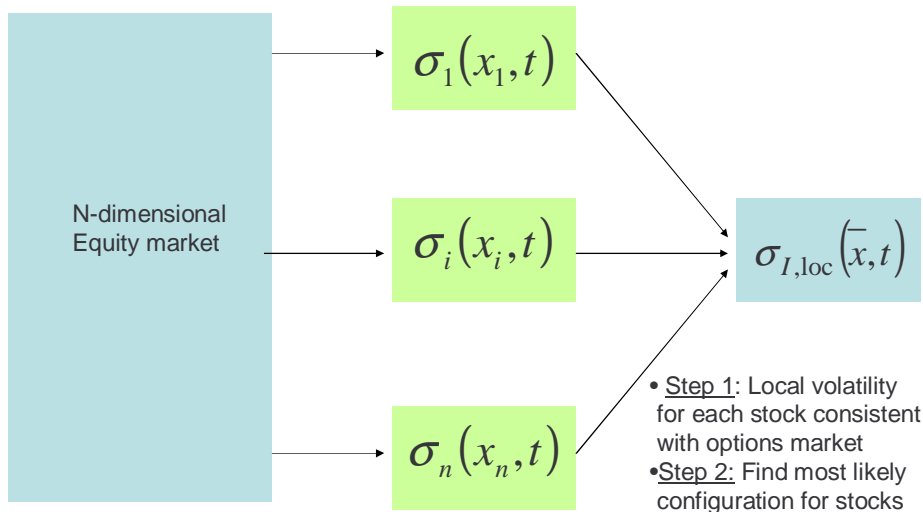 σ₁(x₁,t)
N-dimensional
Equity market
σᵢ(xᵢ,t)
σ_{I,loc}(x̄,t)
σₙ(xₙ,t)
• Step 1: Local volatility
for each stock consistent
with options market
•Step 2: Find most likely
configuration for stocks